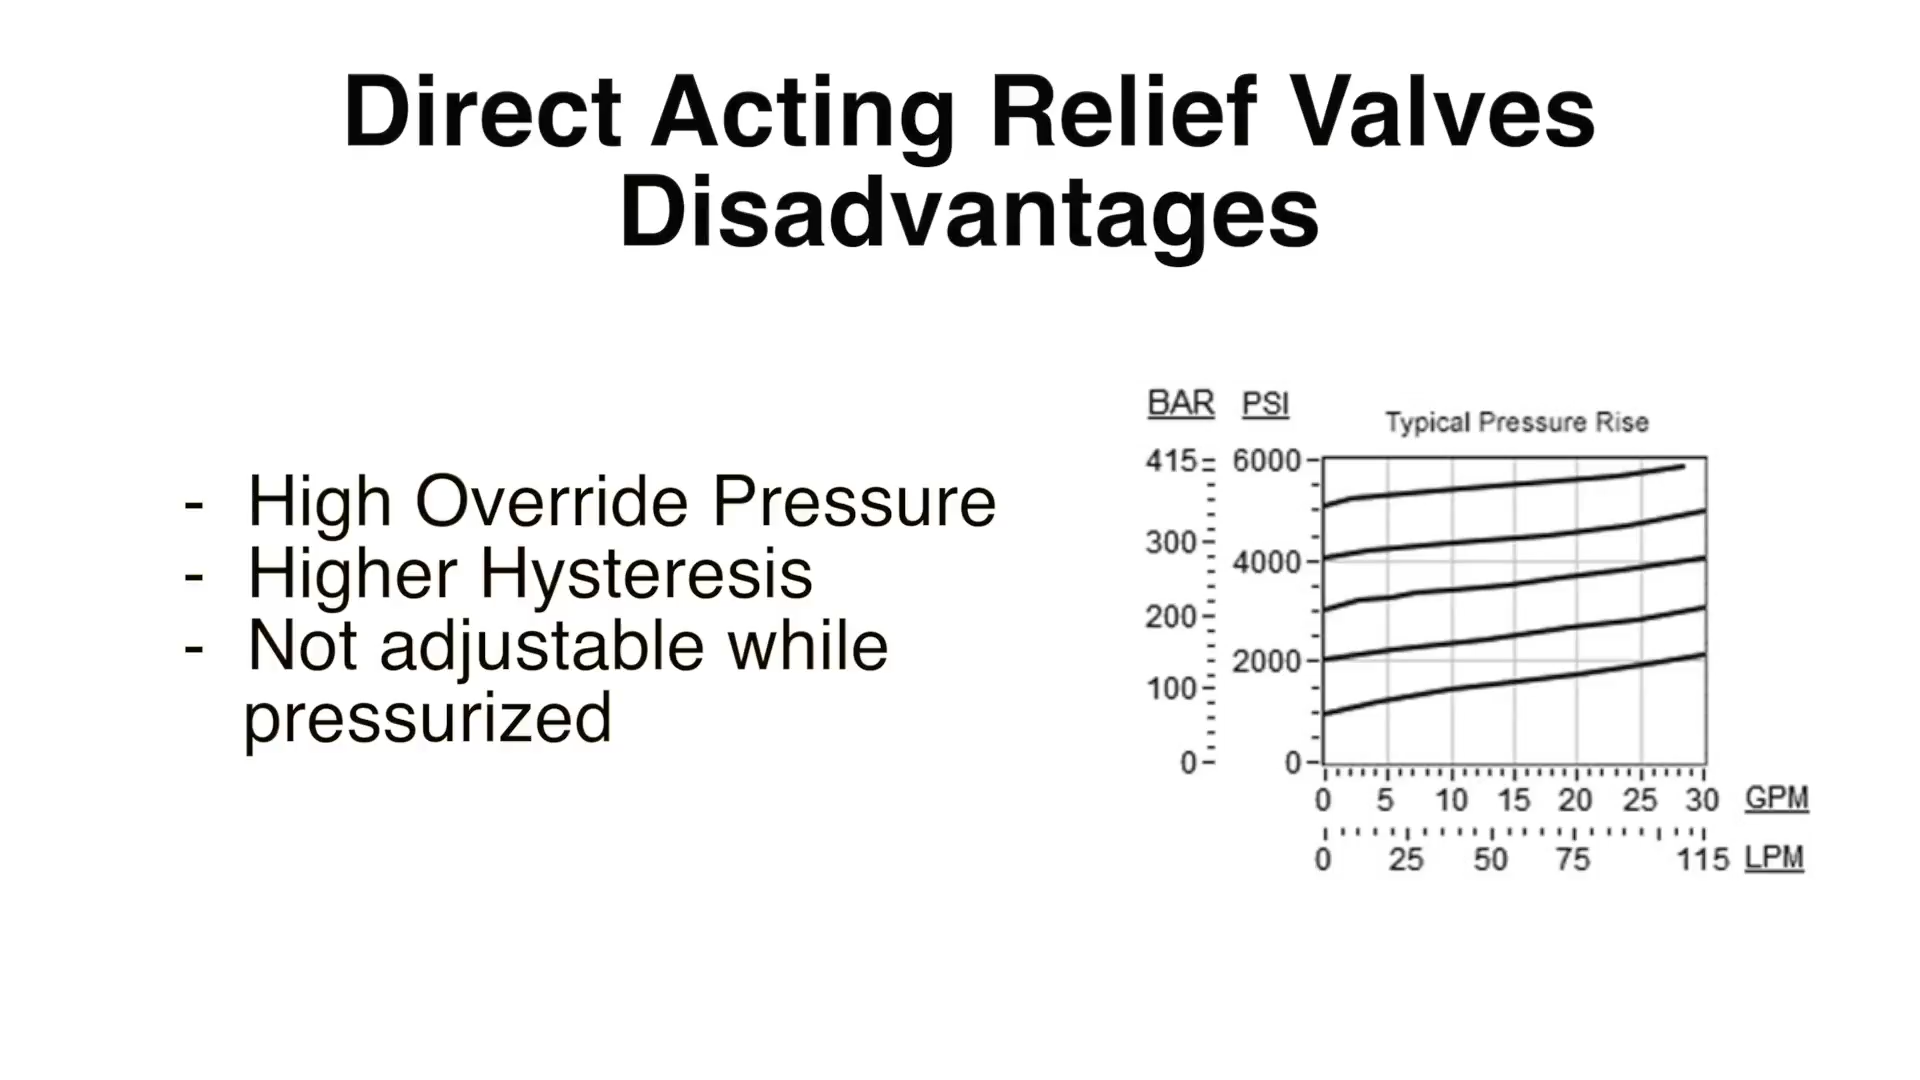 Direct Acting Relief Valves
Disadvantages
- High Override Pressure
- Higher Hysteresis
- Not adjustable while
pressurized
BAR PSI
Typical Pressure Rise
415 6000
300
4000
200
2000
100
0 0
0 5 10 15 20 25 30 GPM
0 25 50 75 115 LPM